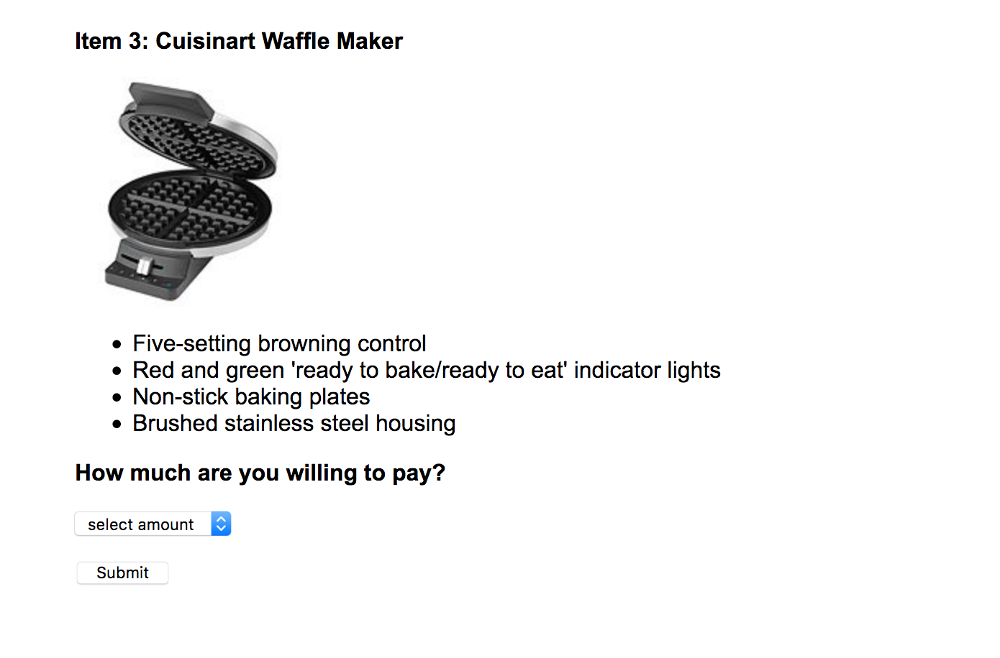 Item 3: Cuisinart Waffle Maker
Five-setting browning control
Red and green 'ready to bake/ready to eat' indicator lights
Non-stick baking plates
Brushed stainless steel housing
How much are you willing to pay?
select amount
Submit